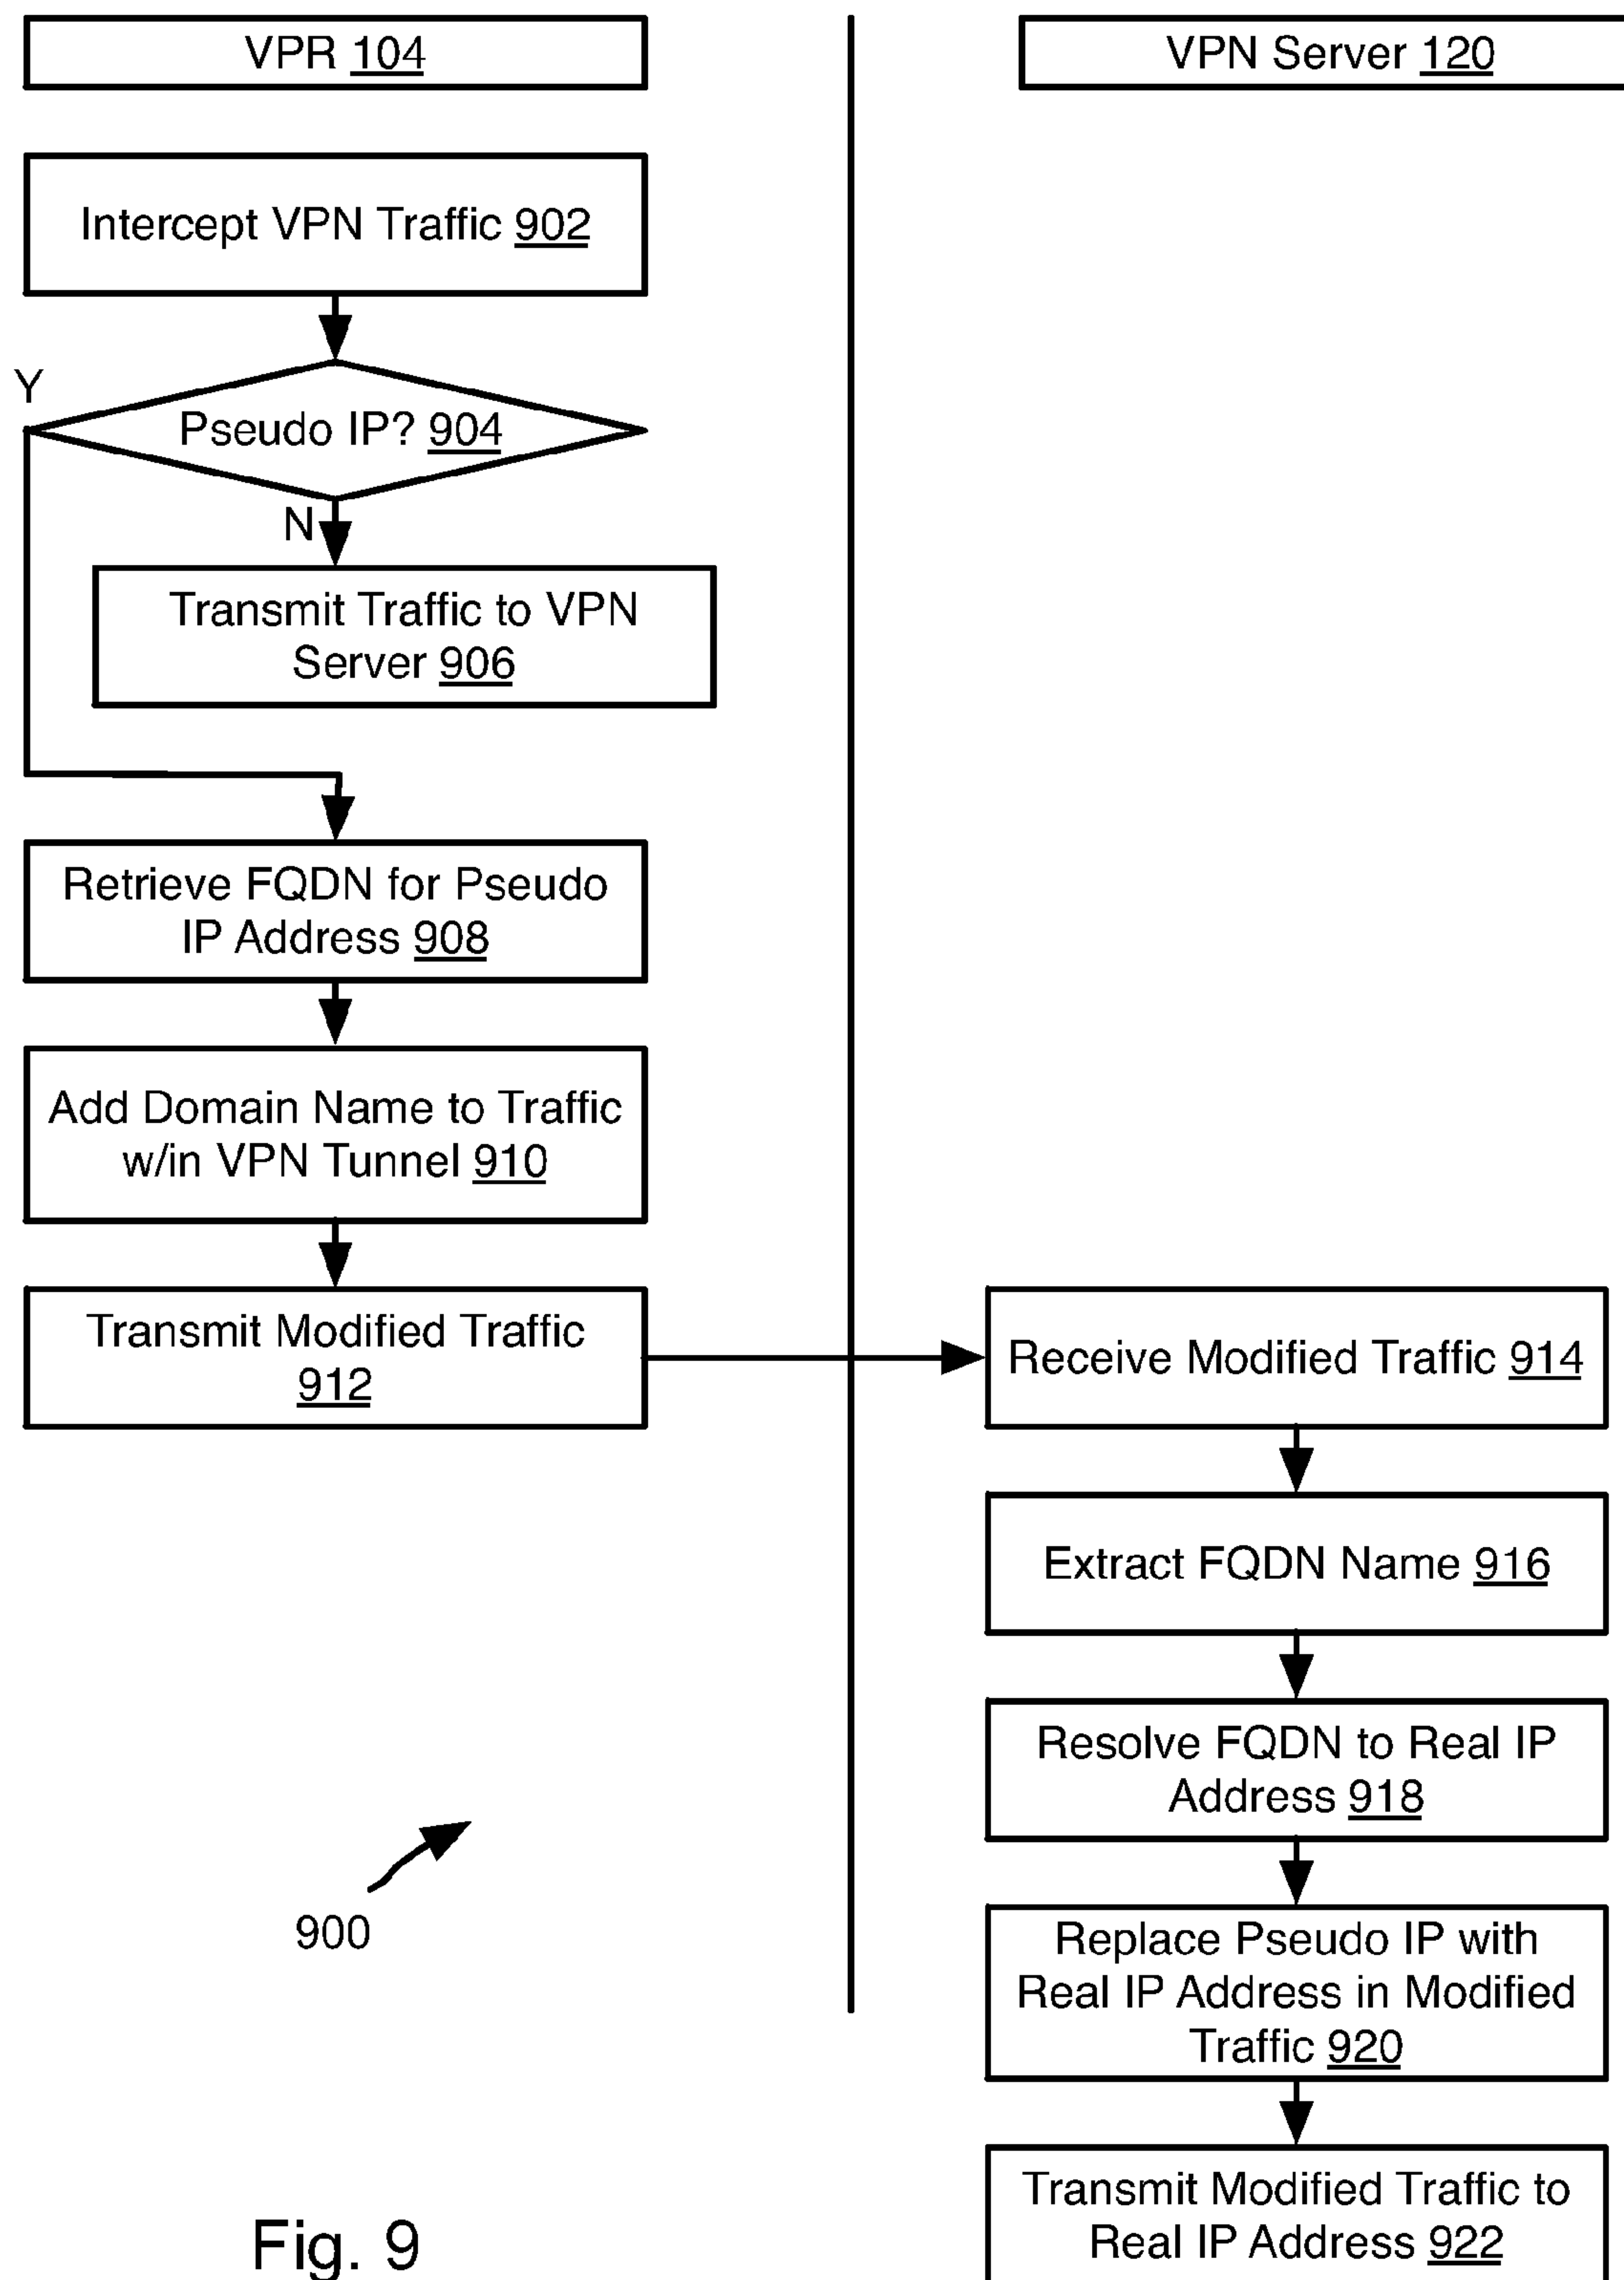 VPR 104
VPN Server 120
Intercept VPN Traffic 902
Y
Pseudo IP? 904
N
Transmit Traffic to VPN
Server 906
Retrieve FQDN for Pseudo
IP Address 908
Add Domain Name to Traffic
w/in VPN Tunnel 910
Transmit Modified Traffic
912
Receive Modified Traffic 914
Extract FQDN Name 916
Resolve FQDN to Real IP
Address 918
Replace Pseudo IP with
Real IP Address in Modified
Traffic 920
Transmit Modified Traffic to
Real IP Address 922
900
Fig. 9